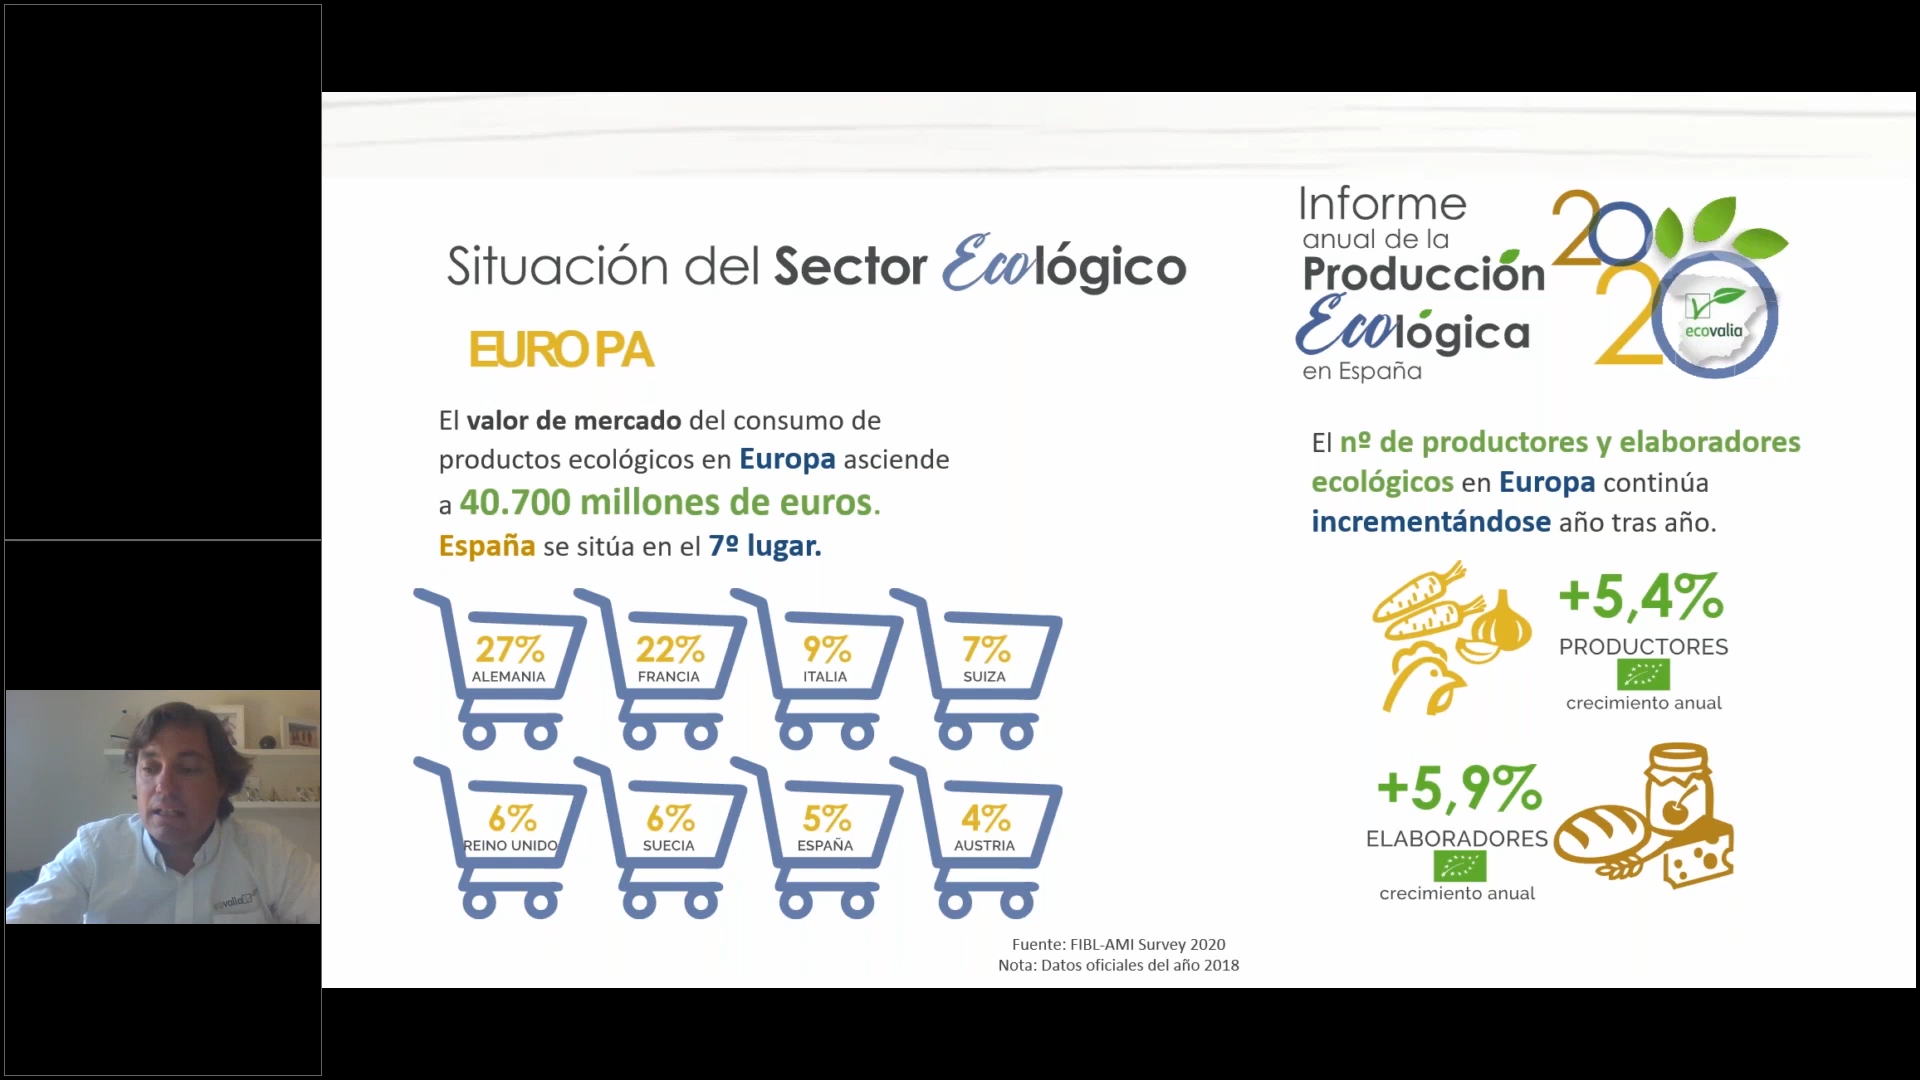 Situación del Sector Ecológico
EUROPA
El valor de mercado del consumo de
productos ecológicos en Europa asciende
a 40.700 millones de euros.
España se sitúa en el 7º lugar.
27%
ALEMANIA
22%
FRANCIA
9%
ITALIA
7%
SUIZA
6%
REINO UNIDO
6%
SUECIA
5%
ESPAÑA
4%
AUSTRIA
Informe
anual de la
Producción
Ecológica
en España
2020
ecovalia
El nº de productores y elaboradores
ecológicos en Europa continúa
incrementándose año tras año.
+5,4%
PRODUCTORES
crecimiento anual
+5,9%
ELABORADORES
crecimiento anual
Fuente: FIBL-AMI Survey 2020
Nota: Datos oficiales del año 2018